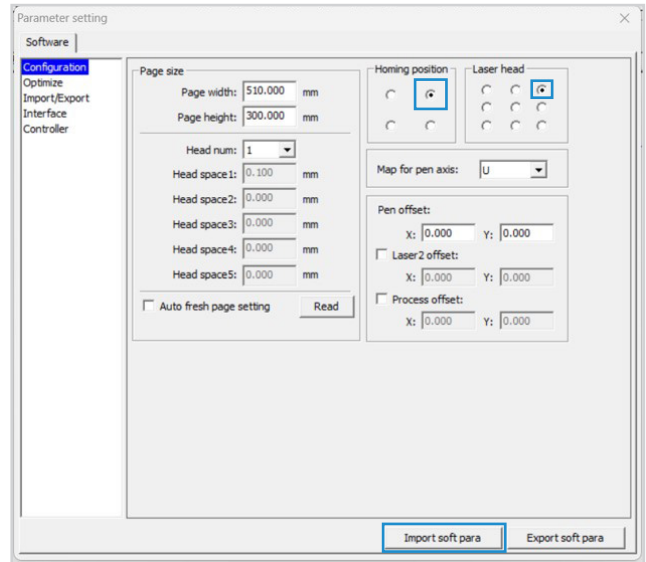 Parameter setting
Software
Configuration
Optimize
Import/Export
Interface
Controller
Page size
Page width: 510.000 mm
Page height: 300.000 mm
Head num: 1
Head space1: 0.100 mm
Head space2: 0.000 mm
Head space3: 0.000 mm
Head space4: 0.000 mm
Head space5: 0.000 mm
Auto fresh page setting Read
Homing position
Laser head
Map for pen axis: U
Pen offset:
X: 0.000 Y: 0.000
Laser2 offset:
X: 0.000 Y: 0.000
Process offset:
X: 0.000 Y: 0.000
Import soft para Export soft para